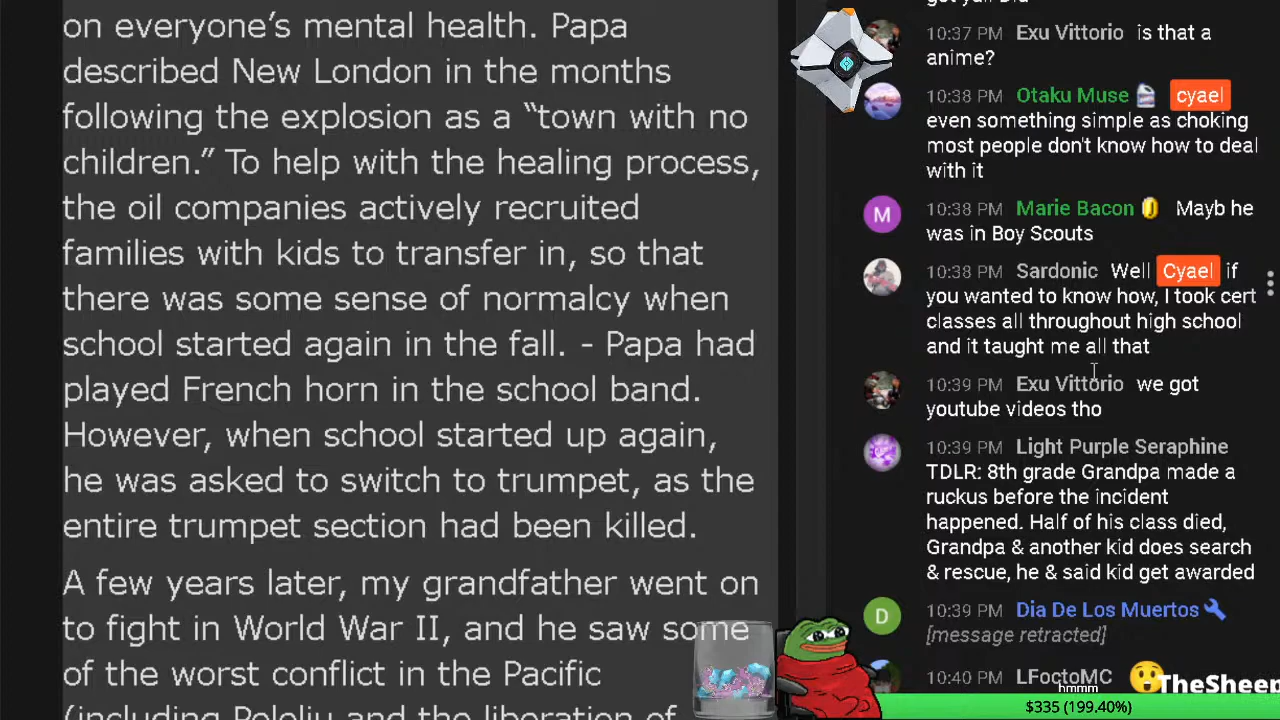 on everyone’s mental health. Papa
described New London in the months
following the explosion as a “town with no
children.” To help with the healing process,
the oil companies actively recruited
families with kids to transfer in, so that
there was some sense of normalcy when
school started again in the fall. - Papa had
played French horn in the school band.
However, when school started up again,
he was asked to switch to trumpet, as the
entire trumpet section had been killed.
A few years later, my grandfather went on
to fight in World War II, and he saw some
of the worst conflict in the Pacific
(including Peleliu and the liberation of
10:37 PM Exu Vittorio is that a
anime?
10:38 PM Otaku Muse cyael
even something simple as choking
most people don't know how to deal
with it
M
10:38 PM Marie Bacon Mayb he
was in Boy Scouts
10:38 PM Sardonic Well Cyael if
you wanted to know how, I took cert
classes all throughout high school
and it taught me all that
10:39 PM Exu Vittorio we got
youtube videos tho
10:39 PM Light Purple Seraphine
TDLR: 8th grade Grandpa made a
ruckus before the incident
happened. Half of his class died,
Grandpa & another kid does search
& rescue, he & said kid get awarded
D
10:39 PM Dia De Los Muertos
[message retracted]
10:40 PM LFoctoMC
TheSheep
hmmm
$335 (199.40%)